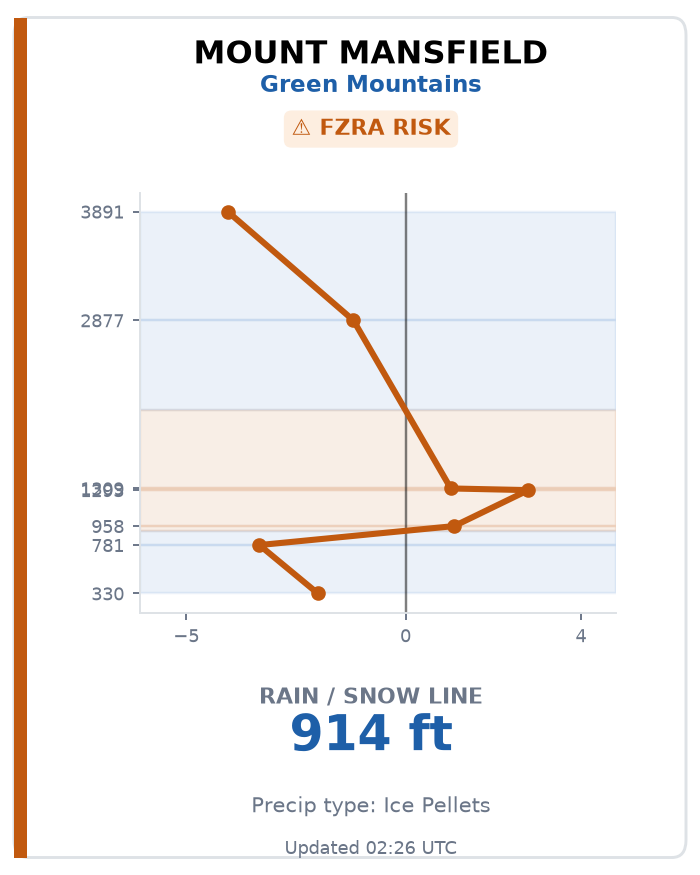 MOUNT MANSFIELD
Green Mountains
⚠ FZRA RISK
3891
2877
958
781
330
−5 0 4
RAIN / SNOW LINE
914 ft
Precip type: Ice Pellets
Updated 02:26 UTC